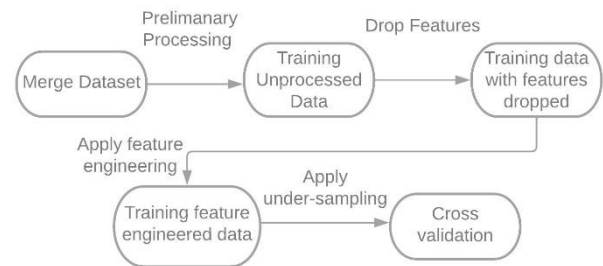 Prelimanary
Processing
Drop Features
Merge Dataset
Training
Unprocessed
Data
Training data
with features
dropped
Apply feature
engineering
Apply
under-sampling
Training feature
engineered data
Cross
validation